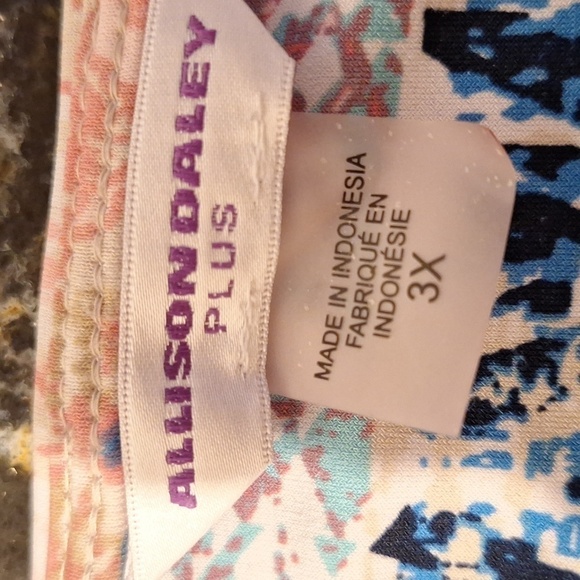 ALLISON DALEY
PLUS
MADE IN INDONESIA
FABRIQUÉ EN
INDONÉSIE
3X